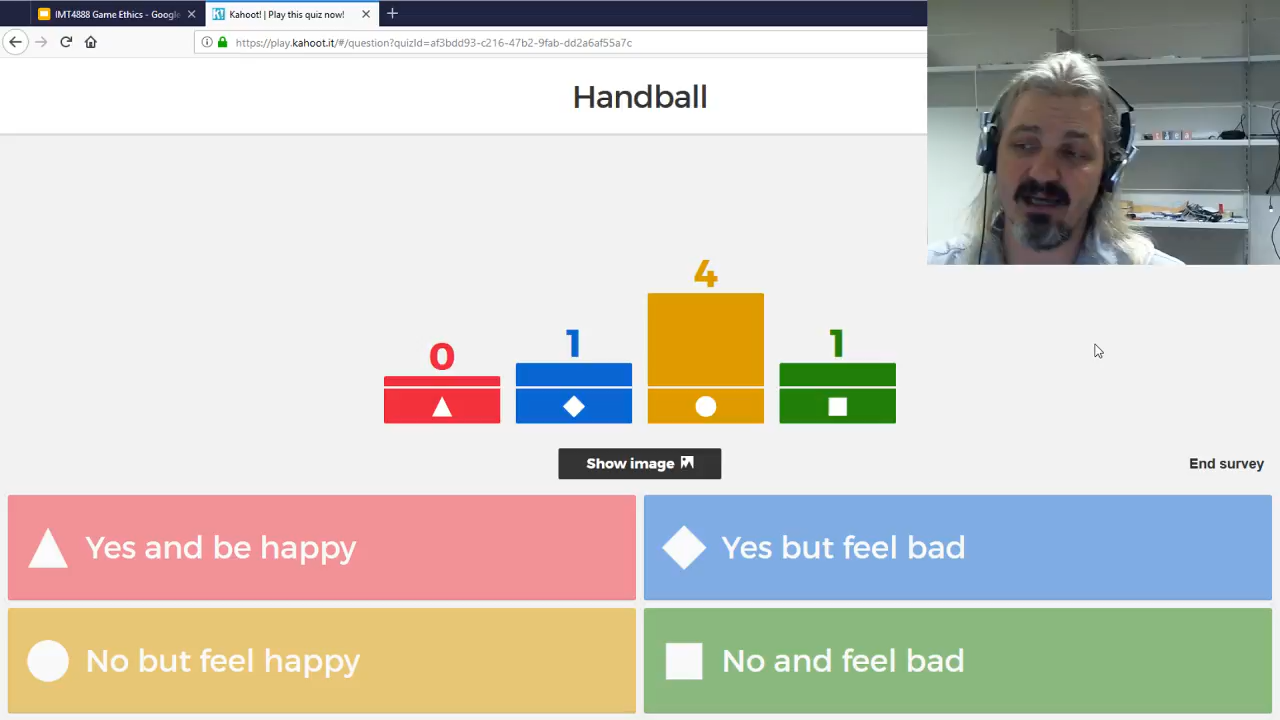 IMT4888 Game Ethics - Google
Kahoot! | Play this quiz now!
https://play.kahoot.it/#/question?quizId=af3bdd93-c216-47b2-9fab-dd2a6af55a7c
Handball
0
1
4
1
Show image
End survey
Yes and be happy
Yes but feel bad
No but feel happy
No and feel bad